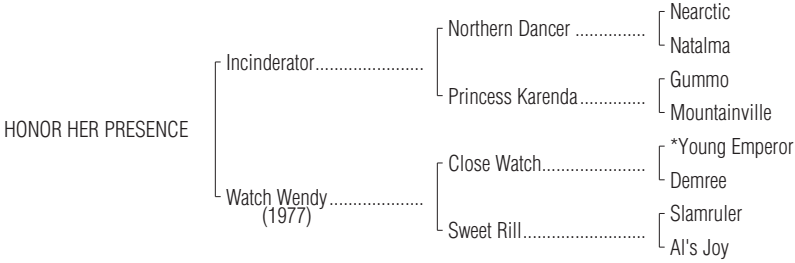 Nearctic
Northern Dancer ...............
Natalma
Incinderator.......................
Gummo
Princess Karenda..............
Mountainville
HONOR HER PRESENCE
*Young Emperor
Close Watch......................
Demree
Watch Wendy....................
(1977)
Slamruler
Sweet Rill..........................
Al's Joy